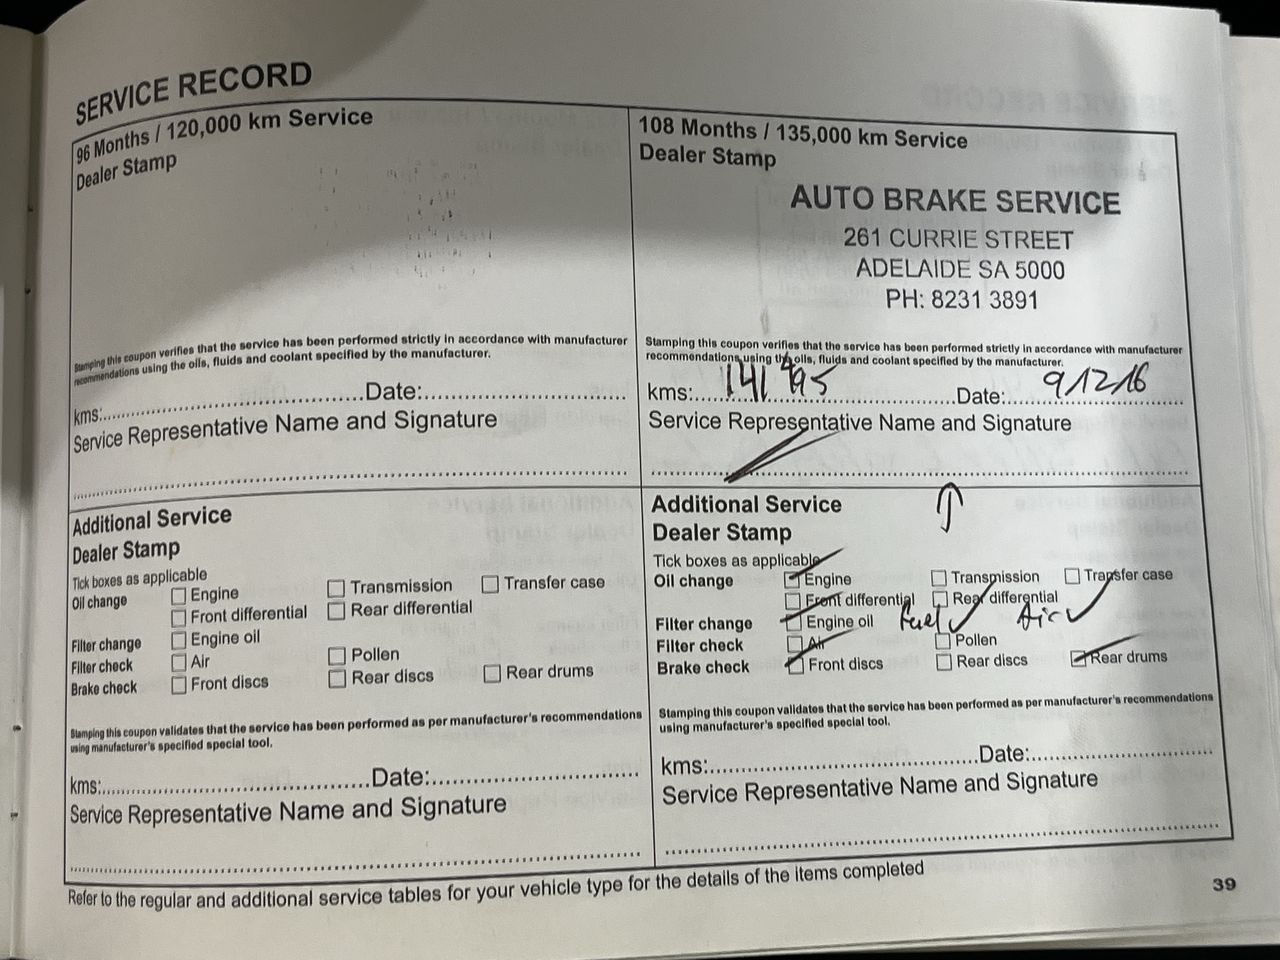 SERVICE RECORD
96 Months / 120,000 km Service
Dealer Stamp
Stamping this coupon verifies that the service has been performed strictly in accordance with manufacturer
recommendations using the oils, fluids and coolant specified by the manufacturer.
kms:..........Date:..........
Service Representative Name and Signature
Additional Service
Dealer Stamp
Tick boxes as applicable
Oil change Engine Transmission Transfer case
Front differential Rear differential
Filter change Engine oil
Filter check Air Pollen
Brake check Front discs Rear discs Rear drums
Stamping this coupon validates that the service has been performed as per manufacturer's recommendations
using manufacturer's specified special tool.
kms:..........Date:..........
Service Representative Name and Signature
108 Months / 135,000 km Service
Dealer Stamp
AUTO BRAKE SERVICE
261 CURRIE STREET
ADELAIDE SA 5000
PH: 8231 3891
Stamping this coupon verifies that the service has been performed strictly in accordance with manufacturer
recommendations using the oils, fluids and coolant specified by the manufacturer.
kms: 141 495 Date: 9/12/16
Service Representative Name and Signature
Additional Service
Dealer Stamp
Tick boxes as applicable
Oil change Engine Transmission Transfer case
Front differential Rear differential
Filter change Engine oil Fuel Air
Filter check Air Pollen
Brake check Front discs Rear discs Rear drums
Stamping this coupon validates that the service has been performed as per manufacturer's recommendations
using manufacturer's specified special tool.
kms:..........Date:..........
Service Representative Name and Signature
Refer to the regular and additional service tables for your vehicle type for the details of the items completed
39